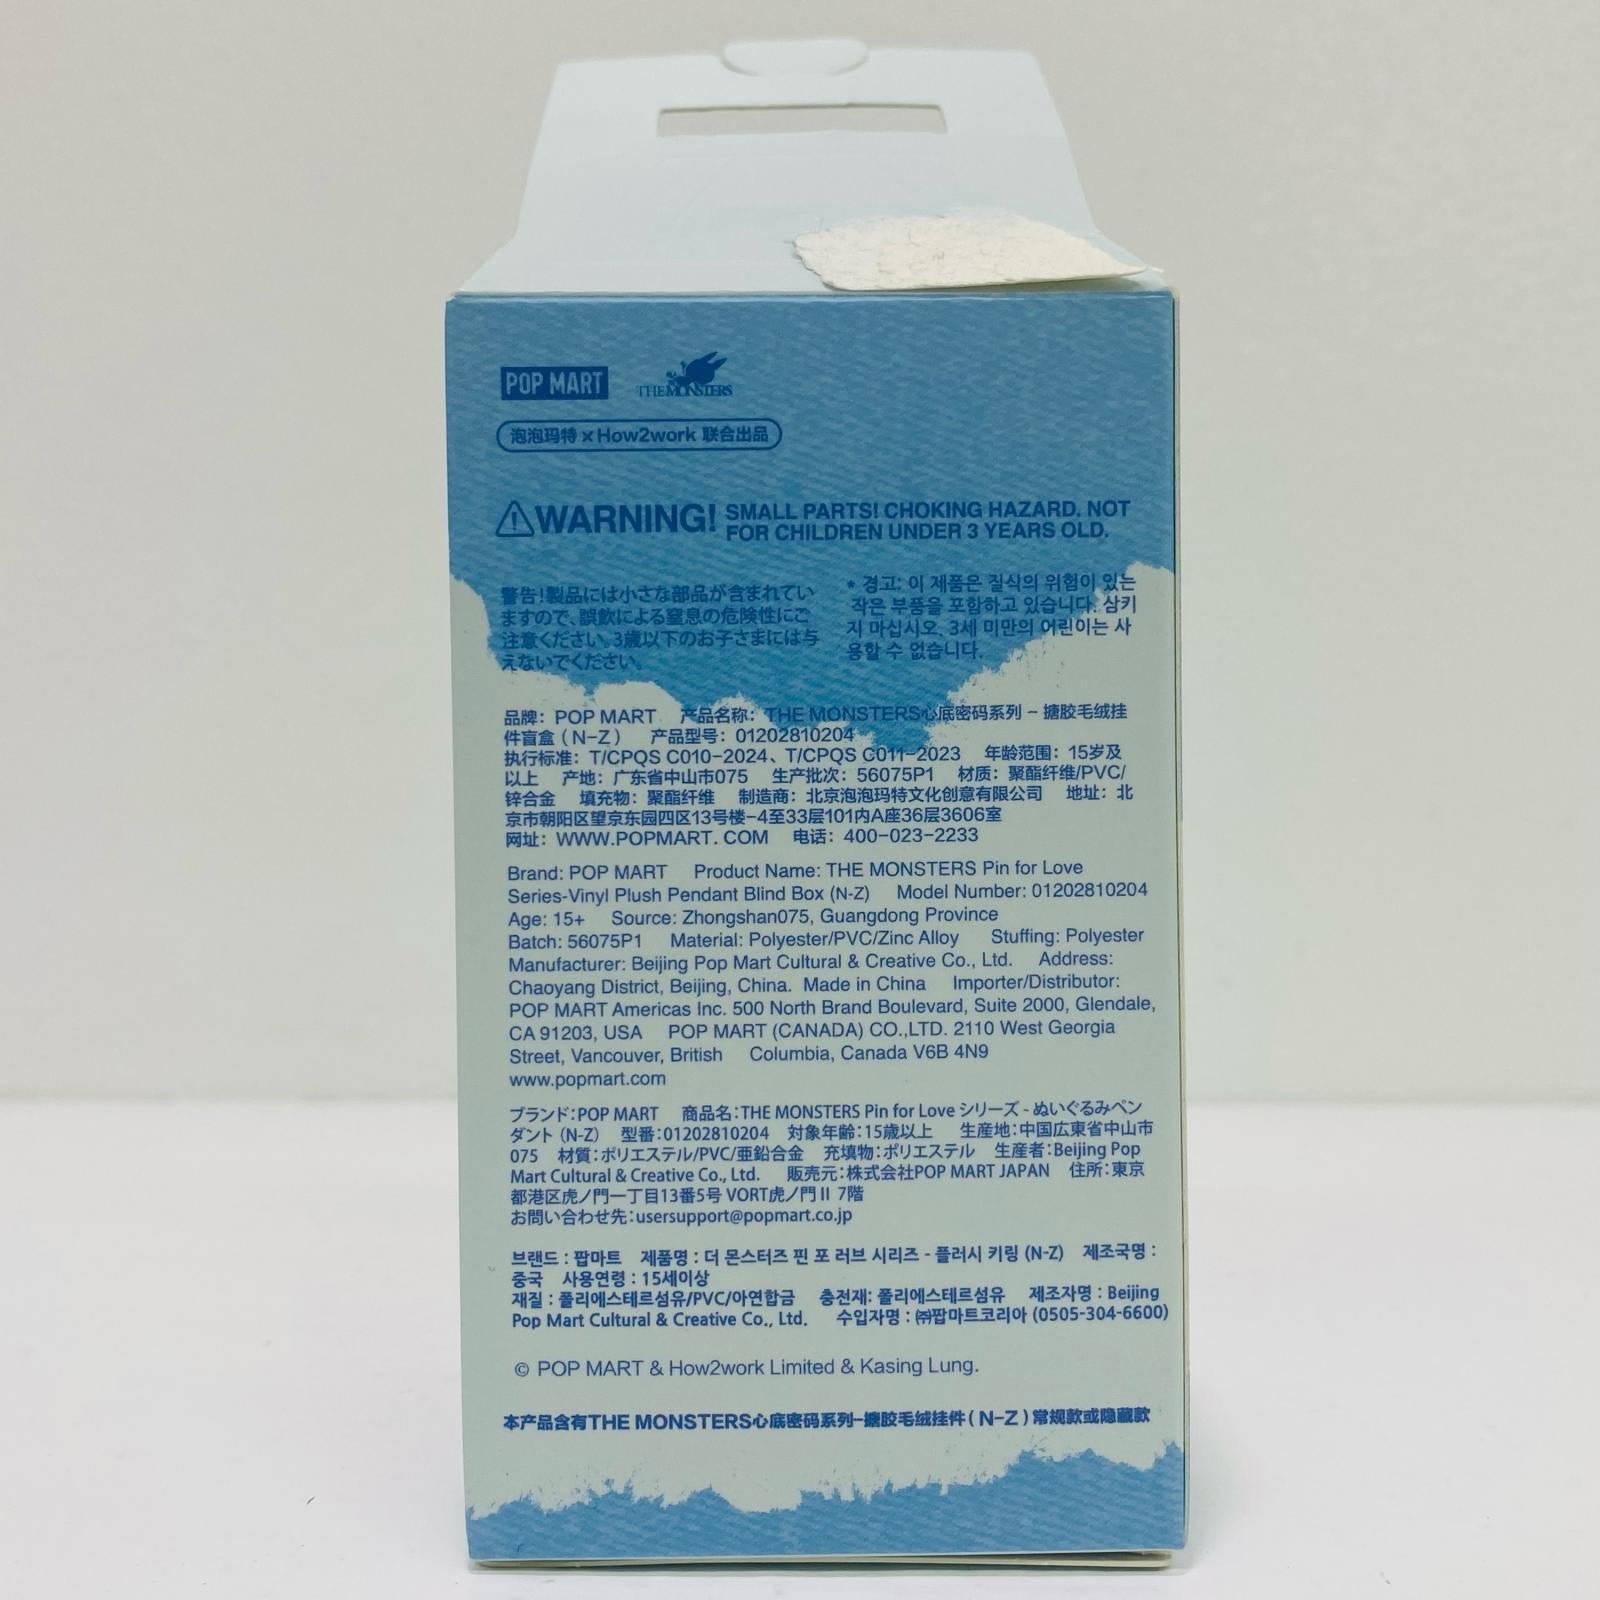 POP MART
THE MONSTERS
泡泡玛特×How2work 联合出品
WARNING! SMALL PARTS! CHOKING HAZARD. NOT
FOR CHILDREN UNDER 3 YEARS OLD.
警告!製品には小さな部品が含まれてい
ますので、誤飲による窒息の危険性にご
注意ください。3歳以下のお子さまには与
えないでください。
* 경고: 이 제품은 질식의 위험이 있는
작은 부품을 포함하고 있습니다. 삼키
지 마십시오. 3세 미만의 어린이는 사
용할 수 없습니다.
品牌：POP MART 产品名称：THE MONSTERS心底密码系列－搪胶毛绒挂
件盲盒（N-Z） 产品型号：01202810204
执行标准：T/CPQS C010-2024、T/CPQS C011-2023 年龄范围：15岁及
以上 产地：广东省中山市075 生产批次：56075P1 材质：聚酯纤维/PVC/
锌合金 填充物：聚酯纤维 制造商：北京泡泡玛特文化创意有限公司 地址：北
京市朝阳区望京东园四区13号楼-4至33层101内A座36层3606室
网址：WWW.POPMART. COM 电话：400-023-2233
Brand: POP MART Product Name: THE MONSTERS Pin for Love
Series-Vinyl Plush Pendant Blind Box (N-Z) Model Number: 01202810204
Age: 15+ Source: Zhongshan075, Guangdong Province
Batch: 56075P1 Material: Polyester/PVC/Zinc Alloy Stuffing: Polyester
Manufacturer: Beijing Pop Mart Cultural & Creative Co., Ltd. Address:
Chaoyang District, Beijing, China. Made in China Importer/Distributor:
POP MART Americas Inc. 500 North Brand Boulevard, Suite 2000, Glendale,
CA 91203, USA POP MART (CANADA) CO.,LTD. 2110 West Georgia
Street, Vancouver, British Columbia, Canada V6B 4N9
www.popmart.com
ブランド：POP MART 商品名：THE MONSTERS Pin for Love シリーズ - ぬいぐるみペン
ダント（N-Z） 型番：01202810204 対象年齢：15歳以上 生産地：中国広東省中山市
075 材質：ポリエステル/PVC/亜鉛合金 充填物：ポリエステル 生産者：Beijing Pop
Mart Cultural & Creative Co., Ltd. 販売元：株式会社POP MART JAPAN 住所：東京
都港区虎ノ門一丁目13番5号 VORT虎ノ門Ⅱ 7階
お問い合わせ先：usersupport@popmart.co.jp
브랜드 : 팝마트 제품명 : 더 몬스터즈 핀 포 러브 시리즈 - 플러시 키링 (N-Z) 제조국명 :
중국 사용연령 : 15세이상
재질 : 폴리에스테르섬유/PVC/아연합금 충전재: 폴리에스테르섬유 제조자명 : Beijing
Pop Mart Cultural & Creative Co., Ltd. 수입자명 : ㈜팝마트코리아 (0505-304-6600)
© POP MART & How2work Limited & Kasing Lung.
本产品含有THE MONSTERS心底密码系列-搪胶毛绒挂件（N-Z）常规款或隐藏款